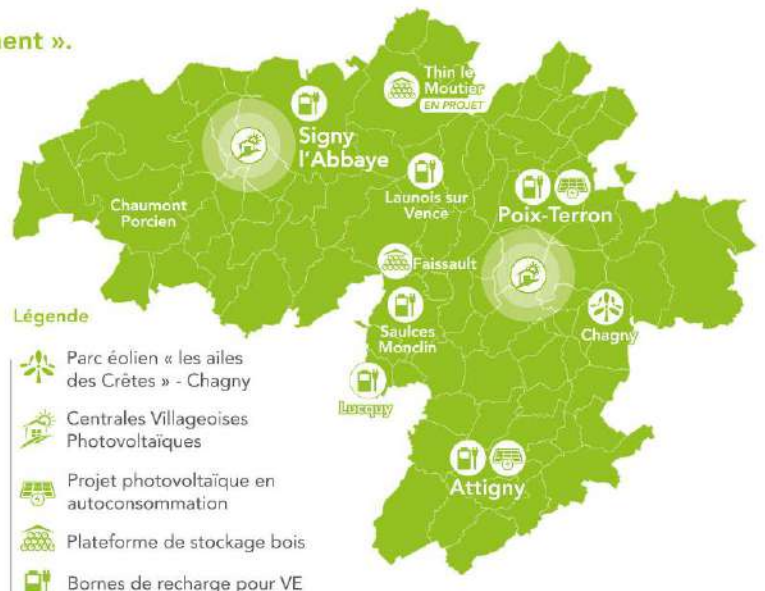 ent ».
Thin le
Moutier
EN PROJET
Signy
l'Abbaye
Launois sur
Vence
Poix-Terron
Chaumont
Porcien
Faissault
Saulces
Monclin
Chagny
Lucquy
Attigny
Légende
Parc éolien « les ailes
des Crêtes » - Chagny
Centrales Villageoises
Photovoltaïques
Projet photovoltaïque en
autoconsommation
Plateforme de stockage bois
Bornes de recharge pour VE